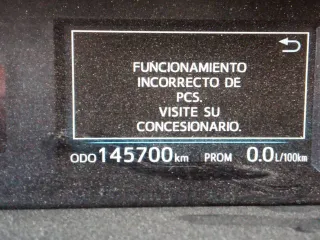 FUNCIONAMIENTO
INCORRECTO DE
PCS.
VISITE SU
CONCESIONARIO.
ODO 145700 km PROM 0.0 L/100km